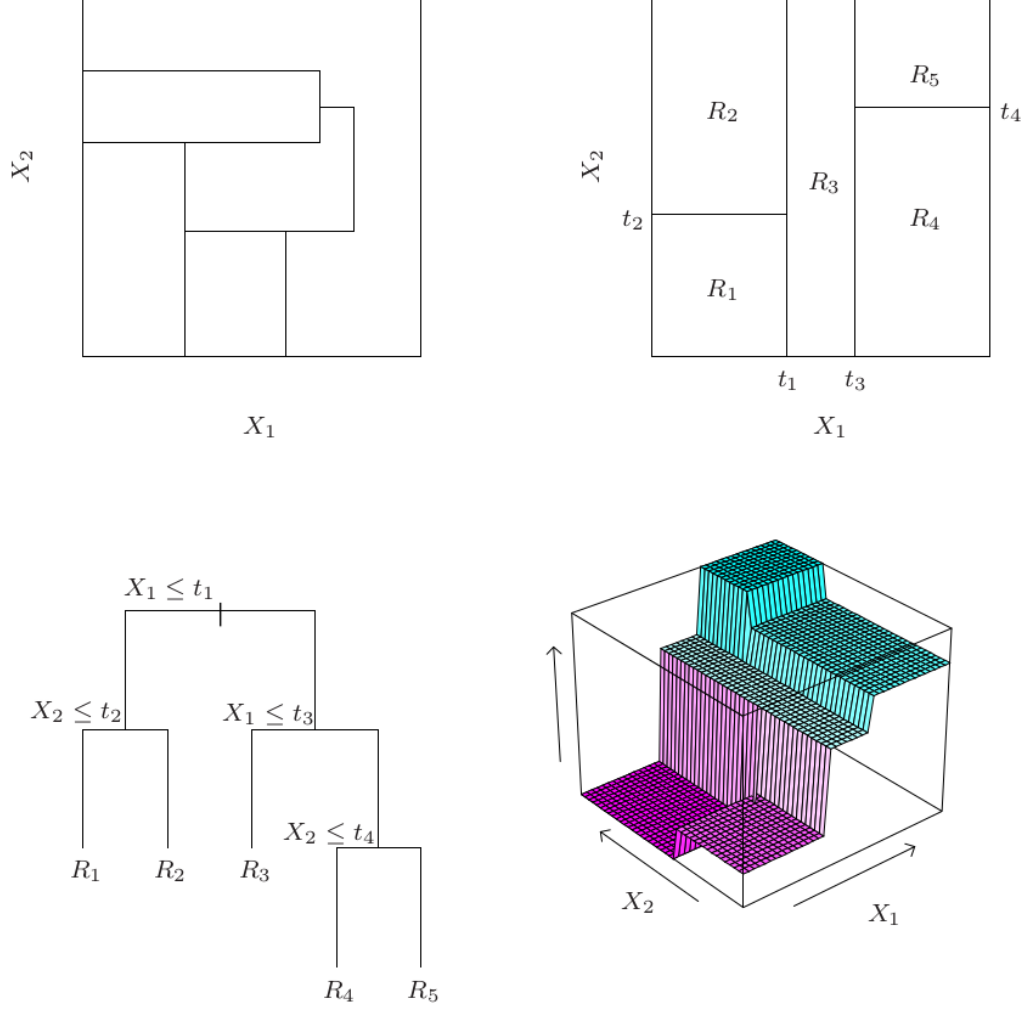 X₂
X₁
R₂
R₅
t₄
X₂
R₃
t₂
R₄
R₁
t₁ t₃
X₁
X₁ ≤ t₁
X₂ ≤ t₂
X₁ ≤ t₃
X₂ ≤ t₄
R₁ R₂ R₃
R₄ R₅
X₂
X₁